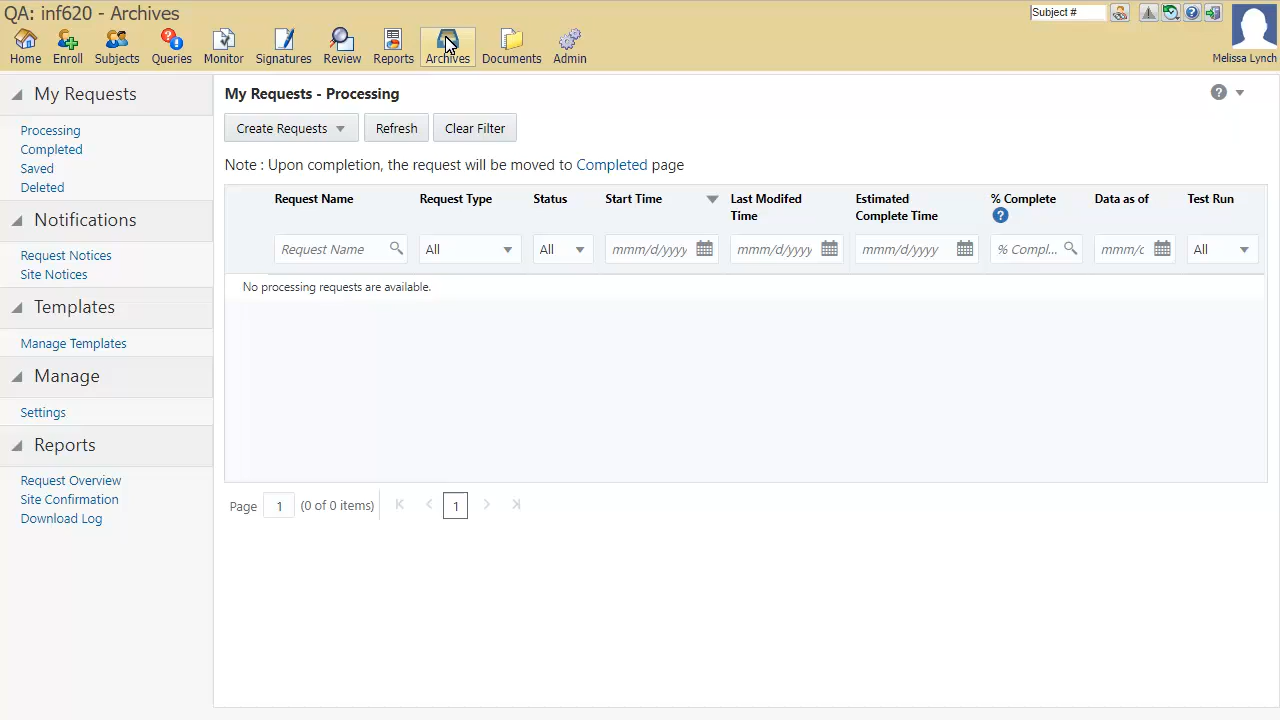 QA: inf620 - Archives
Subject #
Home Enroll Subjects Queries Monitor Signatures Review Reports Archives Documents Admin
Melissa Lynch
My Requests
Processing
Completed
Saved
Deleted
Notifications
Request Notices
Site Notices
Templates
Manage Templates
Manage
Settings
Reports
Request Overview
Site Confirmation
Download Log
My Requests - Processing
Create Requests Refresh Clear Filter
Note : Upon completion, the request will be moved to Completed page
Request Name Request Type Status Start Time Last Modifed Time Estimated Complete Time % Complete Data as of Test Run
Request Name All All mmm/d/yyyy mmm/d/yyyy mmm/d/yyyy % Compl... mmm/c All
No processing requests are available.
Page 1 (0 of 0 items) 1